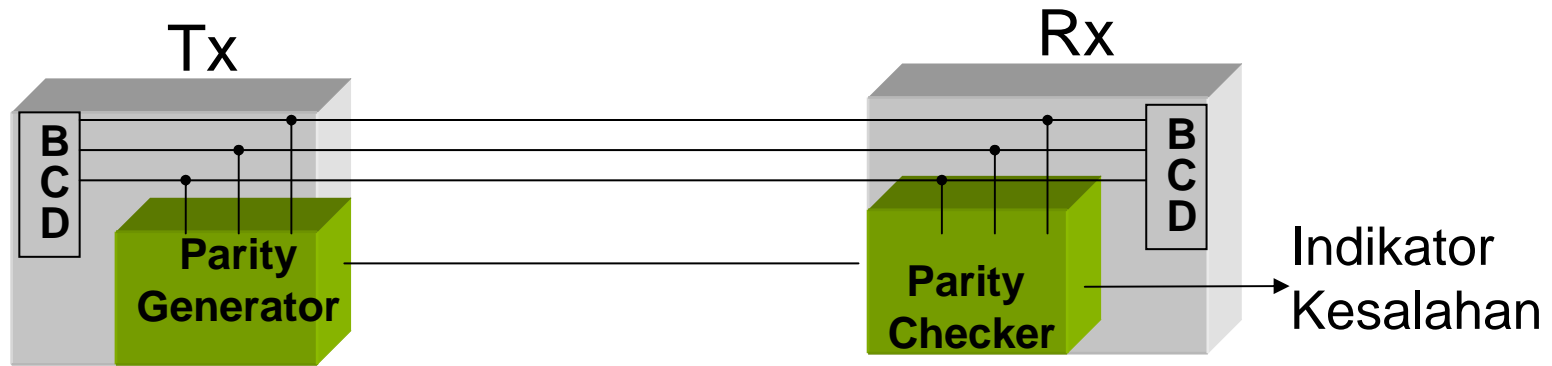 Tx
Rx
B
C
D
Parity
Generator
Parity
Checker
B
C
D
Indikator
Kesalahan